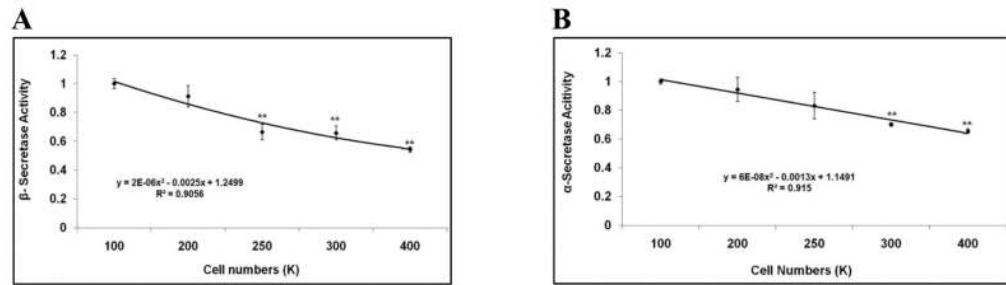 A
1.2
1
0.8
0.6
0.4
0.2
0
β- Secretase Activity
**
**
**
y = 2E-06x² - 0.0025x + 1.2499
R² = 0.9056
100 200 250 300 400
Cell numbers (K)
B
1.2
1
0.8
0.6
0.4
0.2
0
α-Secretase Acitivity
**
**
y = 6E-08x² - 0.0013x + 1.1491
R² = 0.915
100 200 250 300 400
Cell Numbers (K)